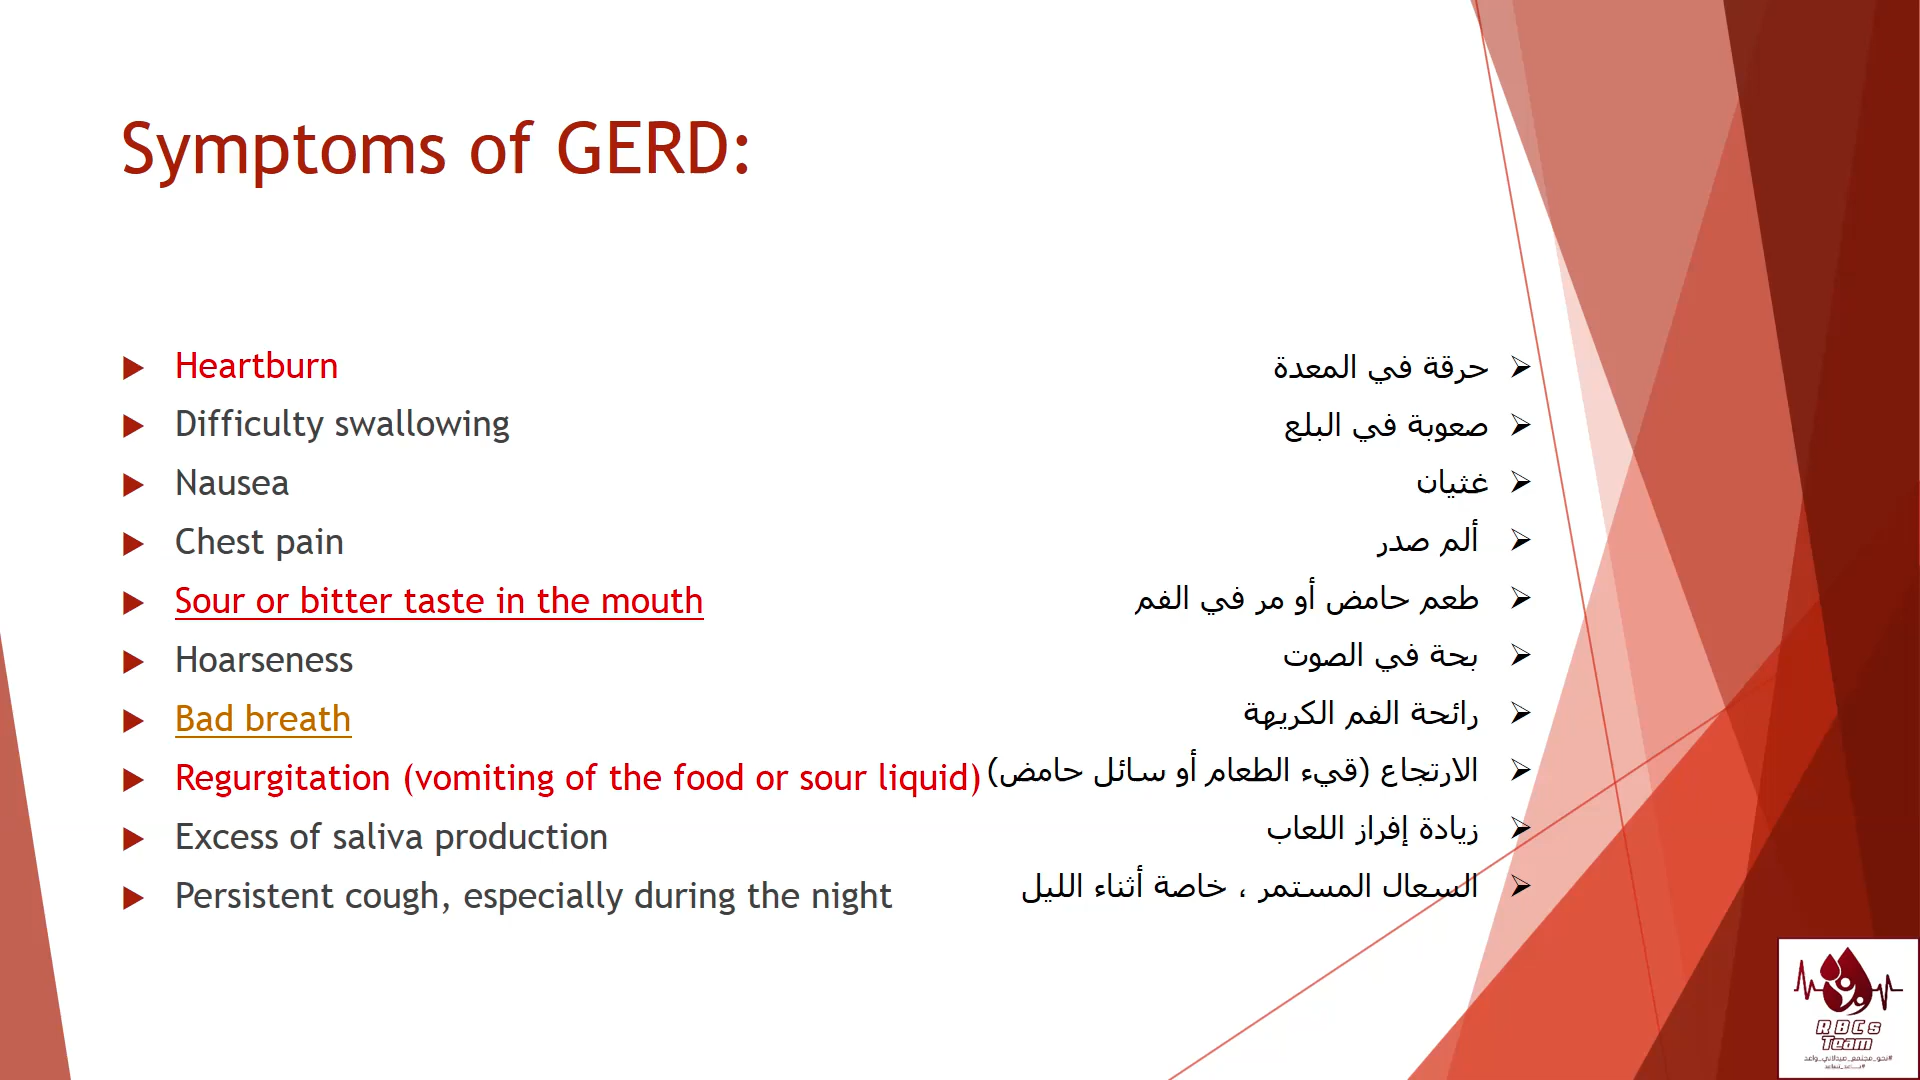 Symptoms of GERD:
Heartburn
Difficulty swallowing
Nausea
Chest pain
Sour or bitter taste in the mouth
Hoarseness
Bad breath
Regurgitation (vomiting of the food or sour liquid)
Excess of saliva production
Persistent cough, especially during the night
حرقة في المعدة
صعوبة في البلع
غثيان
ألم صدر
طعم حامض أو مر في الفم
بحة في الصوت
رائحة الفم الكريهة
الارتجاع (قيء الطعام أو سائل حامض)
زيادة إفراز اللعاب
السعال المستمر ، خاصة أثناء الليل
RBCs
Team
#نحو_مجتمع_صيدلاني_واعد